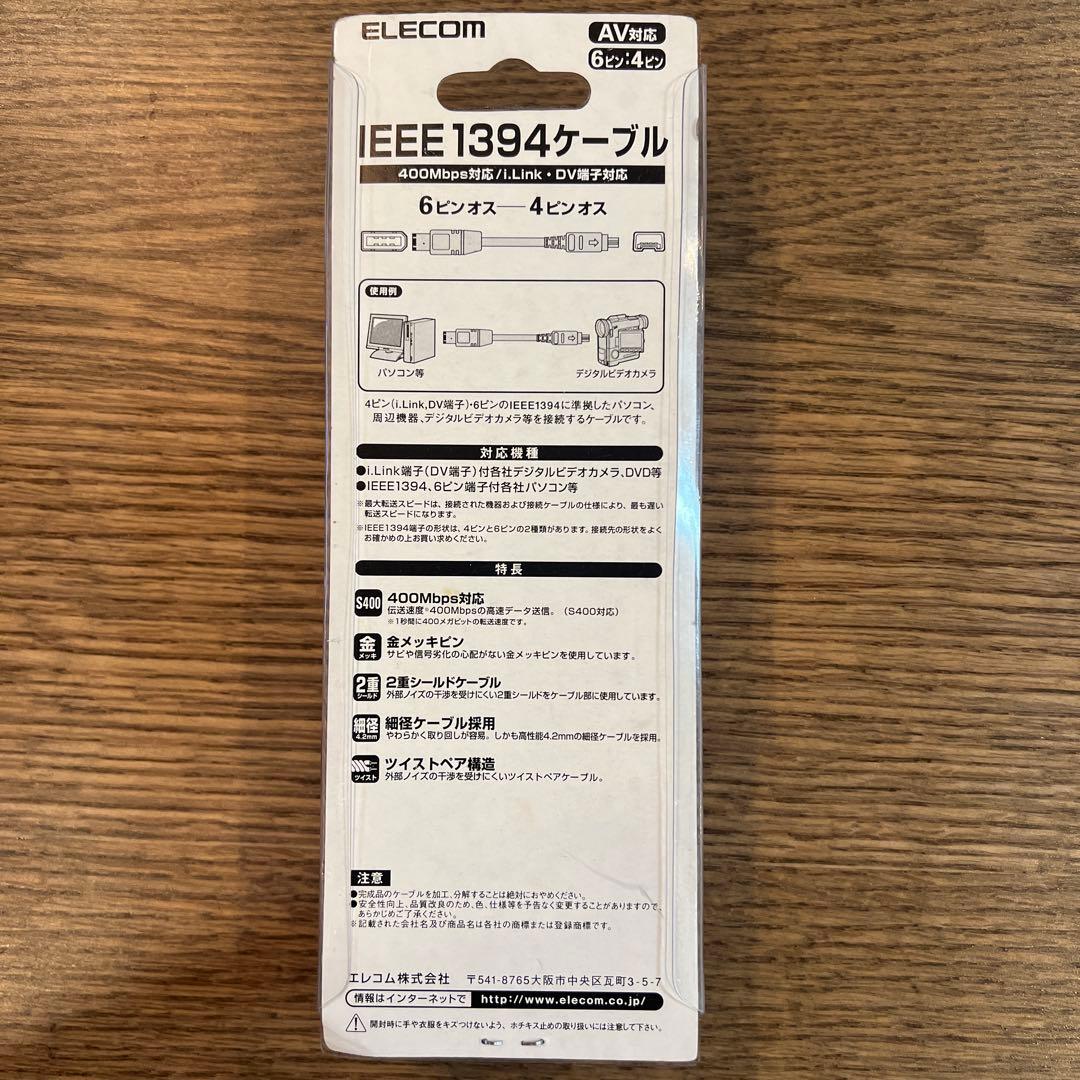 ELECOM
AV対応
6ピン:4ピン
IEEE1394ケーブル
400Mbps対応/i.Link・DV端子対応
6ピンオス―4ピンオス
使用例
パソコン等
デジタルビデオカメラ
4ピン(i.Link,DV端子)・6ピンのIEEE1394に準拠したパソコン、
周辺機器、デジタルビデオカメラ等を接続するケーブルです。
対応機種
●i.Link端子(DV端子)付各社デジタルビデオカメラ、DVD等
●IEEE1394、6ピン端子付各社パソコン等
※最大転送スピードは、接続された機器および接続ケーブルの仕様により、最も遅い
転送スピードになります。
※IEEE1394端子の形状は、4ピンと6ピンの2種類があります。接続先の形状をよく
お確かめの上お買い求めください。
特長
S400
400Mbps対応
伝送速度※400Mbpsの高速データ送信。(S400対応)
※1秒間に400メガビットの転送速度です。
金
メッキ
金メッキピン
サビや信号劣化の心配がない金メッキピンを使用しています。
2重
シールド
2重シールドケーブル
外部ノイズの干渉を受けにくい2重シールドをケーブル部に使用しています。
細径
4.2mm
細径ケーブル採用
やわらかく取り回しが容易。しかも高性能4.2mmの細径ケーブルを採用。
ツイスト
ツイストペア構造
外部ノイズの干渉を受けにくいツイストペアケーブル。
注意
●完成品のケーブルを加工、分解することは絶対におやめください。
●安全性向上、品質改良のため、色、仕様等を予告なく変更することがありますので、
あらかじめご了承ください。
※記載された会社名及び商品名は各社の商標または登録商標です。
エレコム株式会社 〒541-8765大阪市中央区瓦町3-5-7
情報はインターネットで http://www.elecom.co.jp/
開封時に手や衣服をキズつけないよう、ホチキス止めの取り扱いには注意して下さい。